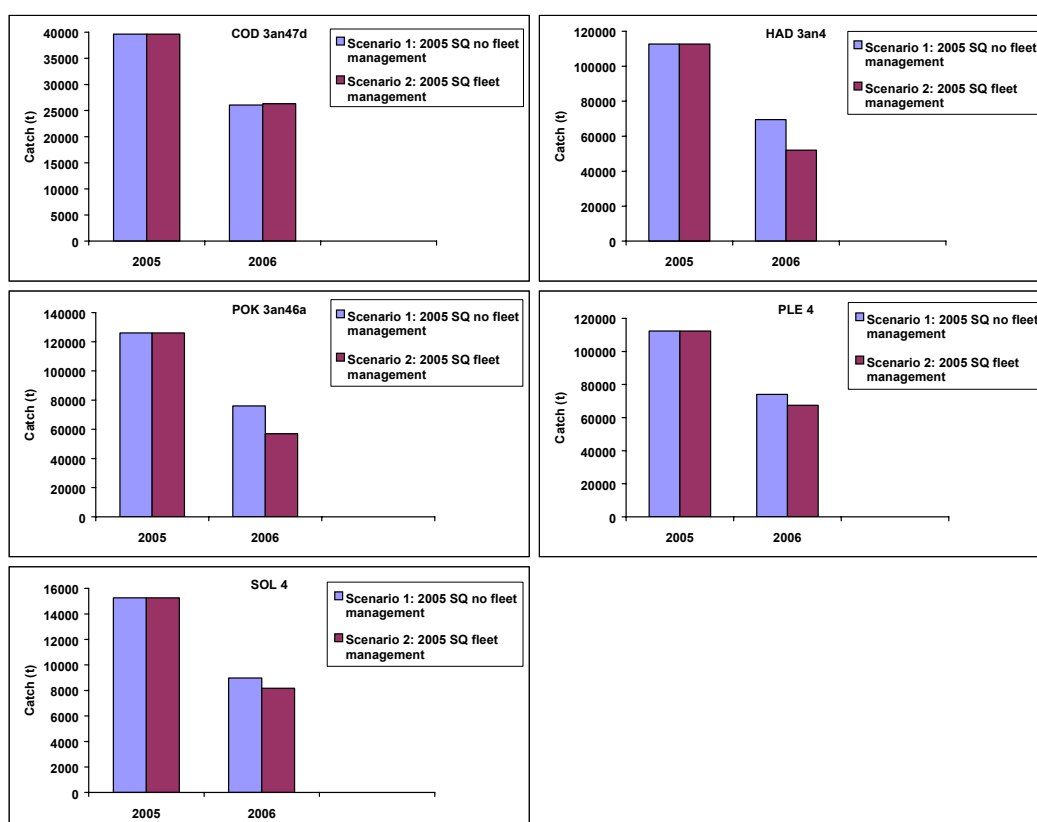 COD 3an47d
40000
35000
30000
25000
20000
15000
10000
5000
0
Catch (t)
2005
2006
Scenario 1: 2005 SQ no fleet
management
Scenario 2: 2005 SQ fleet
management
HAD 3an4
120000
100000
80000
60000
40000
20000
0
Catch (t)
2005
2006
Scenario 1: 2005 SQ no fleet
management
Scenario 2: 2005 SQ fleet
management
POK 3an46a
140000
120000
100000
80000
60000
40000
20000
0
Catch (t)
2005
2006
Scenario 1: 2005 SQ no fleet
management
Scenario 2: 2005 SQ fleet
management
PLE 4
120000
100000
80000
60000
40000
20000
0
Catch (t)
2005
2006
Scenario 1: 2005 SQ no fleet
management
Scenario 2: 2005 SQ fleet
management
SOL 4
16000
14000
12000
10000
8000
6000
4000
2000
0
Catch (t)
2005
2006
Scenario 1: 2005 SQ no fleet
management
Scenario 2: 2005 SQ fleet
management